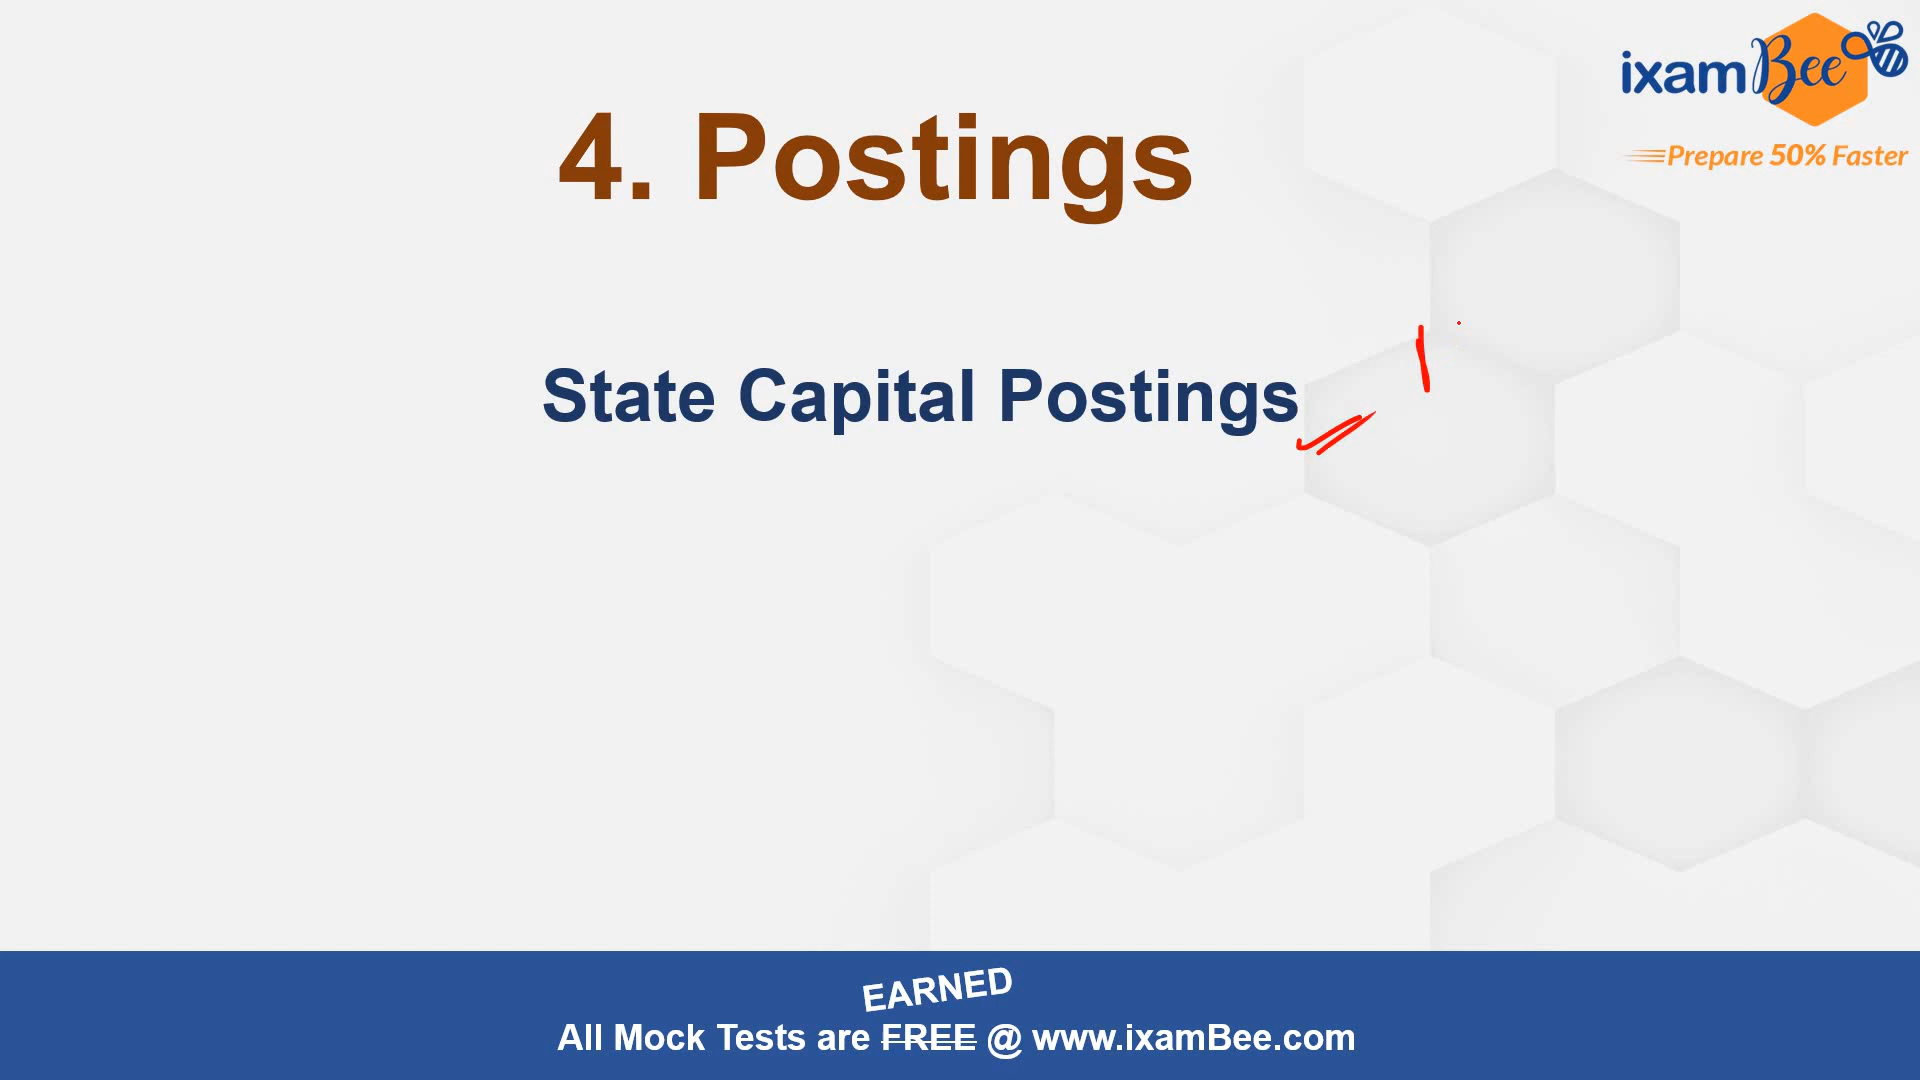 ixamBee
Prepare 50% Faster
4. Postings
State Capital Postings
EARNED
All Mock Tests are FREE @ www.ixamBee.com